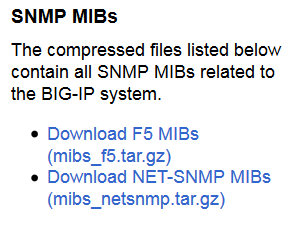 SNMP MIBs
The compressed files listed below
contain all SNMP MIBs related to
the BIG-IP system.
• Download F5 MIBs
(mibs_f5.tar.gz)
• Download NET-SNMP MIBs
(mibs_netsnmp.tar.gz)